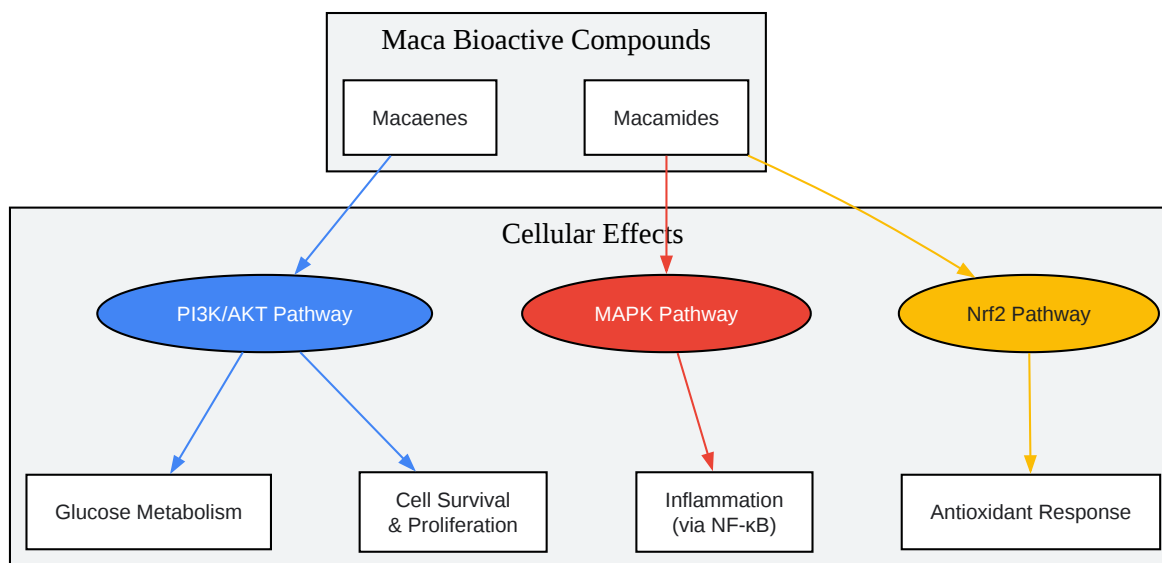 Maca Bioactive Compounds
Macaenes
Macamides
Cellular Effects
PI3K/AKT Pathway
MAPK Pathway
Nrf2 Pathway
Glucose Metabolism
Cell Survival
& Proliferation
Inflammation
(via NF-κB)
Antioxidant Response